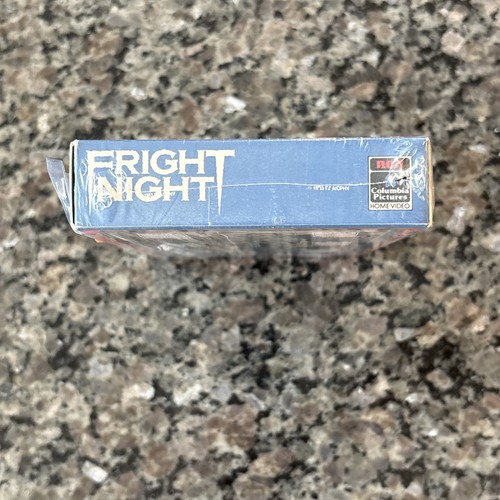 FRIGHT
NIGHT
RCA
Columbia
Pictures
HOME VIDEO